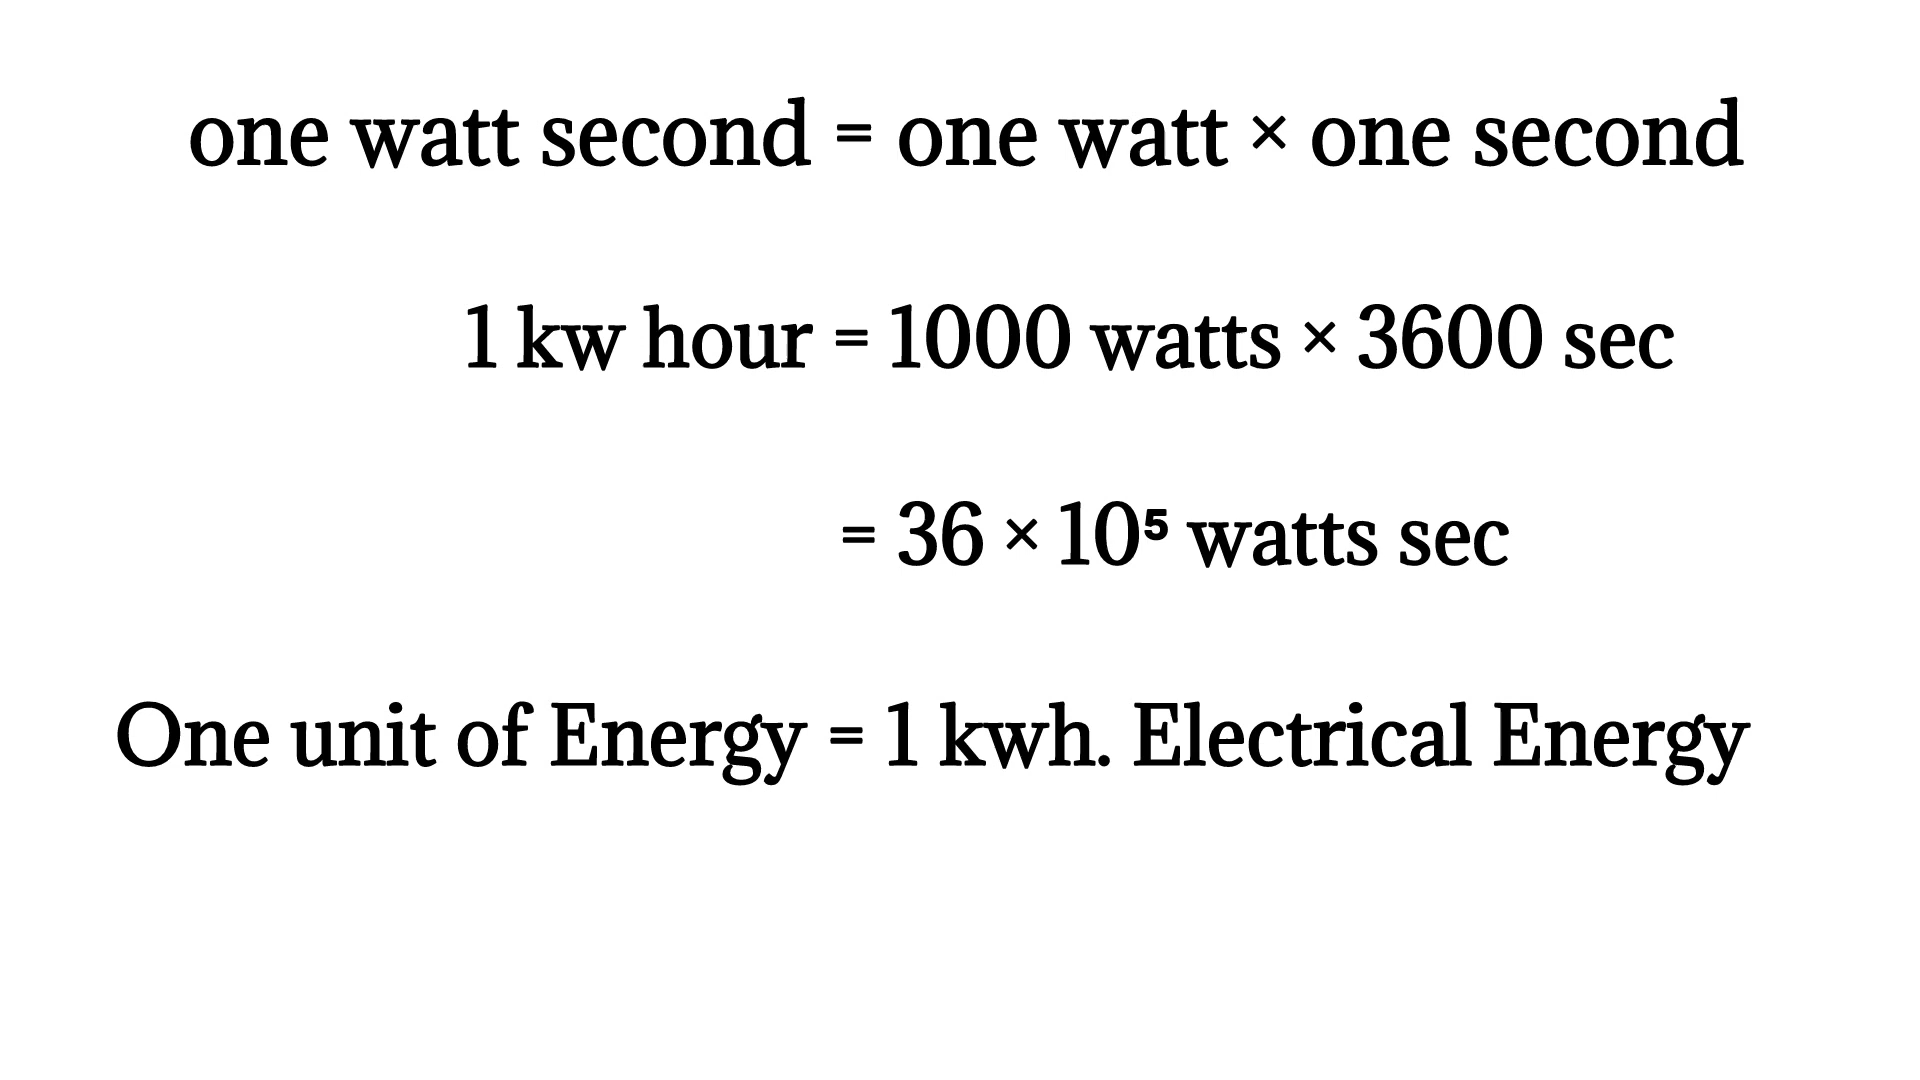 one watt second = one watt × one second
1 kw hour = 1000 watts × 3600 sec
= 36 × 10⁵ watts sec
One unit of Energy = 1 kwh. Electrical Energy